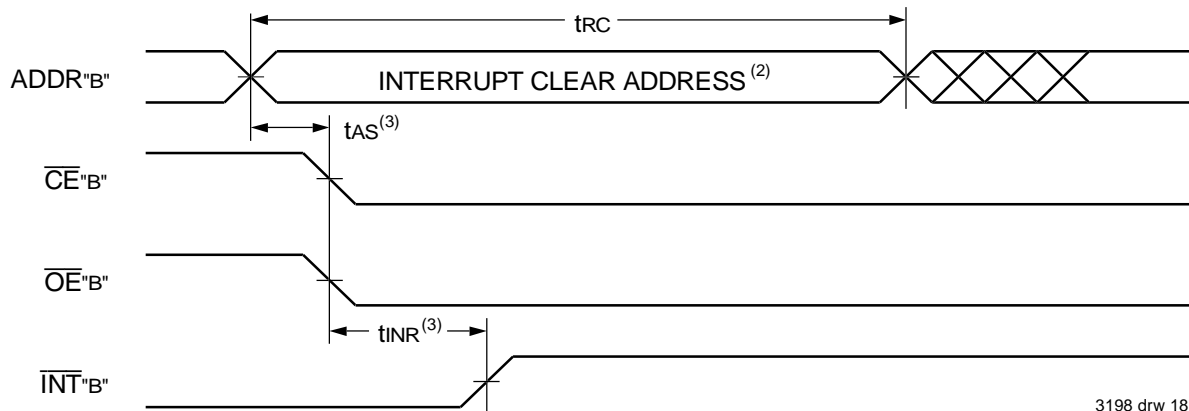 tRC
ADDR"B"
INTERRUPT CLEAR ADDRESS (2)
tAS(3)
CE"B"
OE"B"
tINR(3)
INT"B"
3198 drw 18